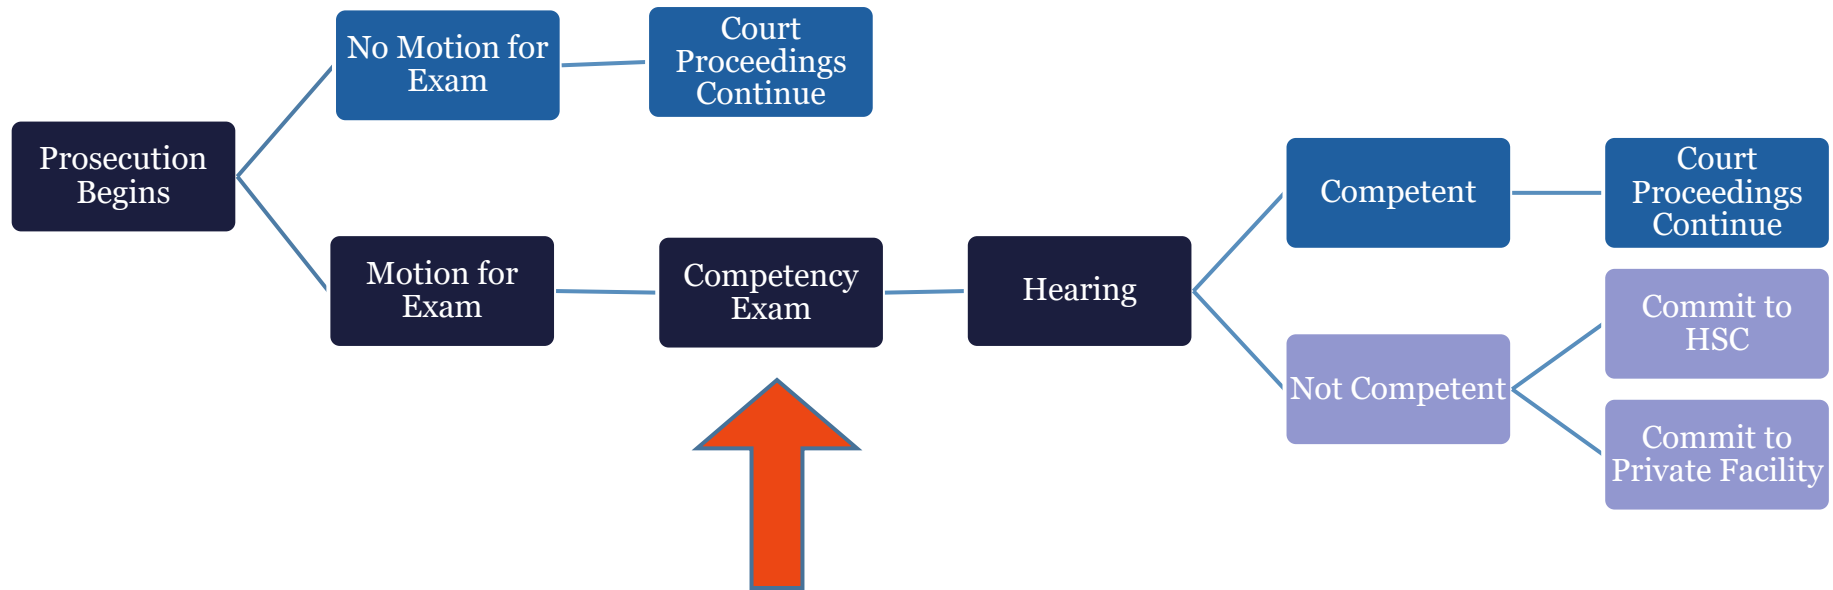 Prosecution
Begins
No Motion for
Exam
Court
Proceedings
Continue
Motion for
Exam
Competency
Exam
Hearing
Competent
Court
Proceedings
Continue
Not Competent
Commit to
HSC
Commit to
Private Facility